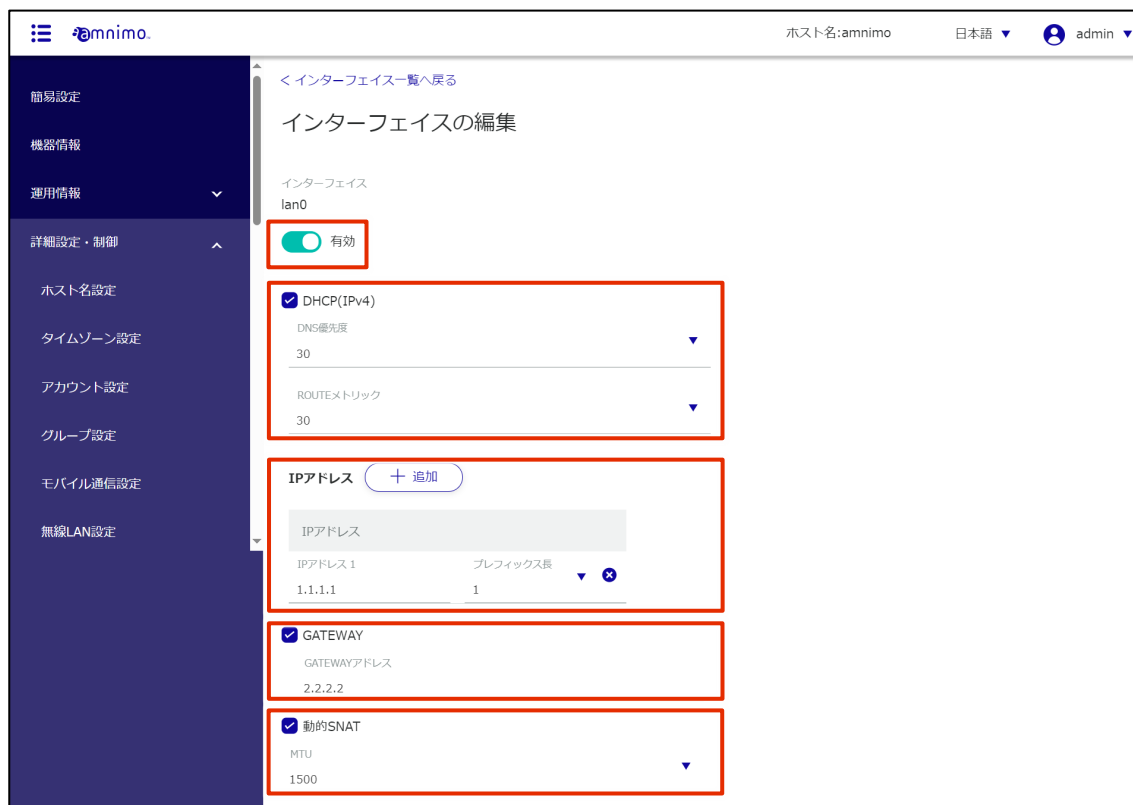 amnimo
ホスト名:amnimo
日本語
admin
簡易設定
機器情報
運用情報
詳細設定・制御
ホスト名設定
タイムゾーン設定
アカウント設定
グループ設定
モバイル通信設定
無線LAN設定
< インターフェイス一覧へ戻る
インターフェイスの編集
インターフェイス
lan0
有効
DHCP(IPv4)
DNS優先度
30
ROUTEメトリック
30
IPアドレス
+ 追加
IPアドレス
IPアドレス 1 プレフィックス長
1.1.1.1 1
GATEWAY
GATEWAYアドレス
2.2.2.2
動的SNAT
MTU
1500